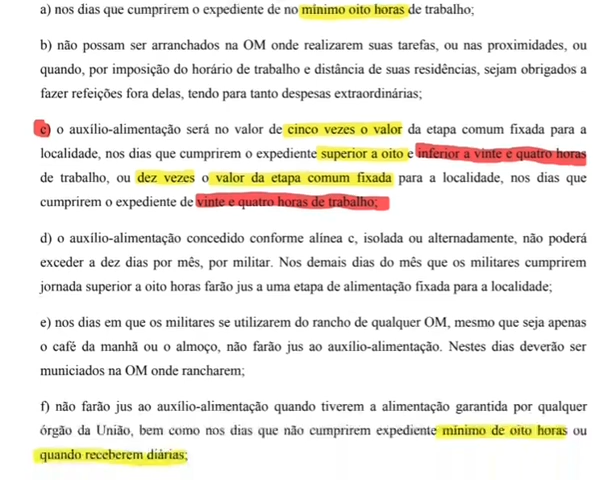 a) nos dias que cumprirem o expediente de no mínimo oito horas de trabalho;
b) não possam ser arranchados na OM onde realizarem suas tarefas, ou nas proximidades, ou
quando, por imposição do horário de trabalho e distância de suas residências, sejam obrigados a
fazer refeições fora delas, tendo para tanto despesas extraordinárias;
c) o auxílio-alimentação será no valor de cinco vezes o valor da etapa comum fixada para a
localidade, nos dias que cumprirem o expediente superior a oito e inferior a vinte e quatro horas
de trabalho, ou dez vezes o valor da etapa comum fixada para a localidade, nos dias que
cumprirem o expediente de vinte e quatro horas de trabalho;
d) o auxílio-alimentação concedido conforme alínea c, isolada ou alternadamente, não poderá
exceder a dez dias por mês, por militar. Nos demais dias do mês que os militares cumprirem
jornada superior a oito horas farão jus a uma etapa de alimentação fixada para a localidade;
e) nos dias em que os militares se utilizarem do rancho de qualquer OM, mesmo que seja apenas
o café da manhã ou o almoço, não farão jus ao auxílio-alimentação. Nestes dias deverão ser
municiados na OM onde rancharem;
f) não farão jus ao auxílio-alimentação quando tiverem a alimentação garantida por qualquer
órgão da União, bem como nos dias que não cumprirem expediente mínimo de oito horas ou
quando receberem diárias;